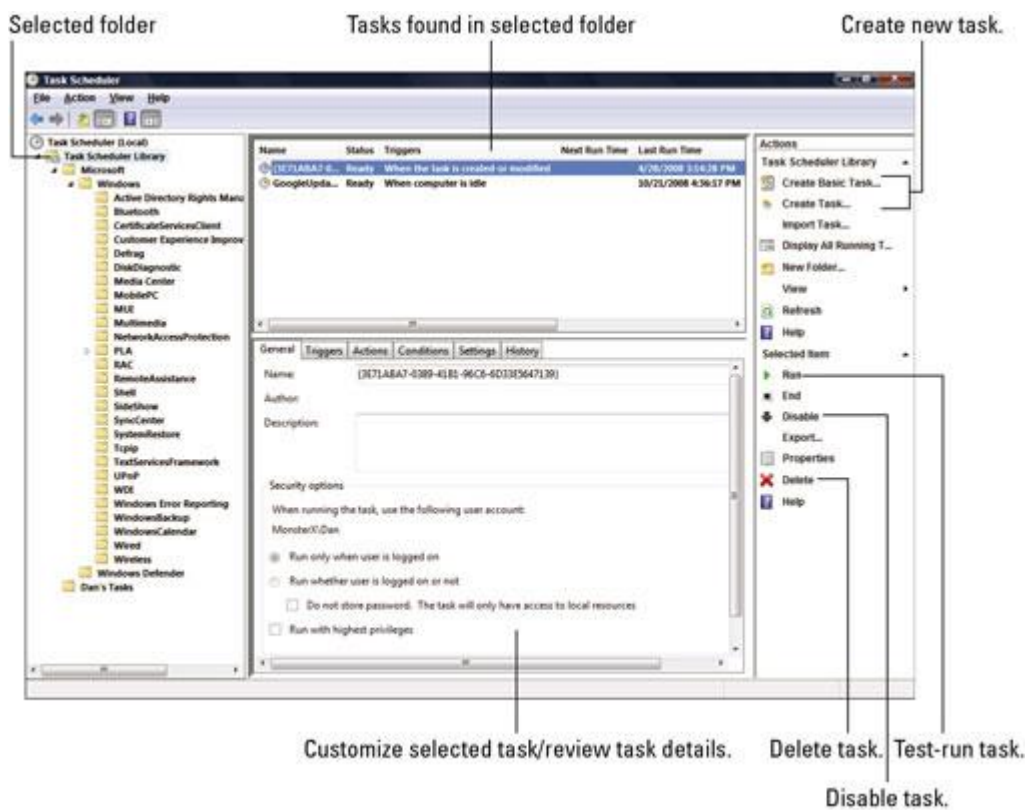 Selected folder
Tasks found in selected folder
Create new task.
Task Scheduler
File Action View Help
Task Scheduler (Local)
Task Scheduler Library
Microsoft
Windows
Active Directory Rights Manu
Bluetooth
CertificateServicesClient
Customer Experience Improv
Defrag
DiskDiagnostic
Media Center
MobilePC
MUI
Multimedia
NetworkAccessProtection
PLA
RAC
RemoteAssistance
Shell
SideShow
SyncCenter
SystemRestore
Tcpip
TextServicesFramework
UPnP
WDI
Windows Error Reporting
WindowsBackup
WindowsCalendar
Wired
Wireless
Windows Defender
Dan's Tasks
Name Status Triggers Next Run Time Last Run Time
Ready When the task is created or modified 4/28/2008 3:14:28 PM
GoogleUpda... Ready When computer is idle 10/21/2008 4:36:17 PM
General Triggers Actions Conditions Settings History
Name: {3E71ABA7-0389-41B1-96C6-6D33E5647139}
Author:
Description:
Security options
When running the task, use the following user account:
MonsterX\Dan
Run only when user is logged on
Run whether user is logged on or not
Do not store password. The task will only have access to local resources
Run with highest privileges
Actions
Task Scheduler Library
Create Basic Task...
Create Task...
Import Task...
Display All Running T...
New Folder...
View
Refresh
Help
Selected Item
Run
End
Disable
Export...
Properties
Delete
Help
Customize selected task/review task details.
Delete task.
Test-run task.
Disable task.